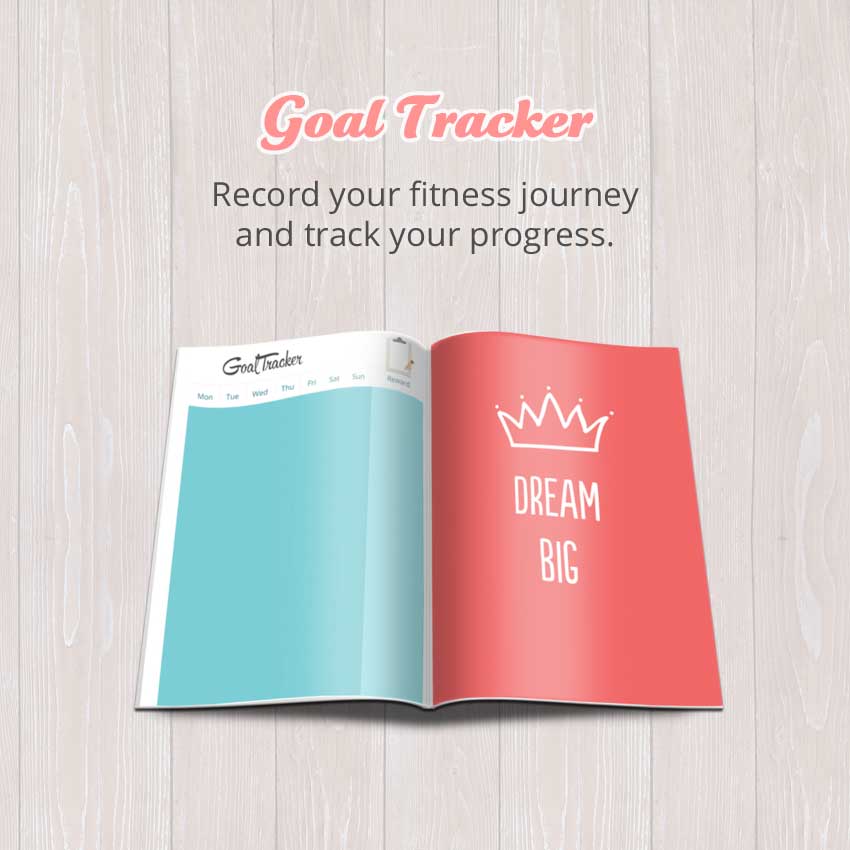 Goal Tracker
Record your fitness journey
and track your progress.
Goal Tracker
Mon Tue Wed Thu Fri Sat Sun Reward
DREAM
BIG